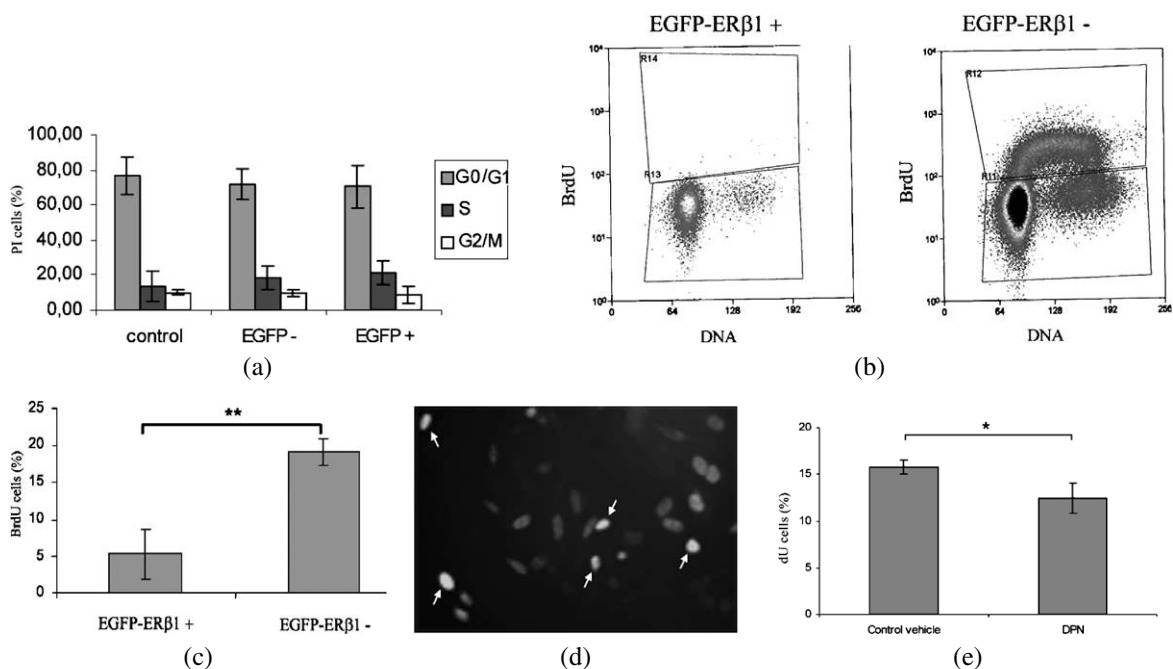 EGFP-ERβ1 +
EGFP-ERβ1 -
PI cells (%)
100,00
80,00
60,00
40,00
20,00
0,00
control
EGFP -
EGFP +
G0/G1
S
G2/M
(a)
BrdU
10⁴
10³
10²
10¹
10⁰
R14
R13
0
64
128
192
256
DNA
BrdU
10⁴
10³
10²
10¹
10⁰
R12
R11
0
64
128
192
256
DNA
(b)
BrdU cells (%)
25
20
15
10
5
0
**
EGFP-ERβ1 +
EGFP-ERβ1 -
(c)
(d)
dU cells (%)
20
15
10
5
0
*
Control vehicle
DPN
(e)